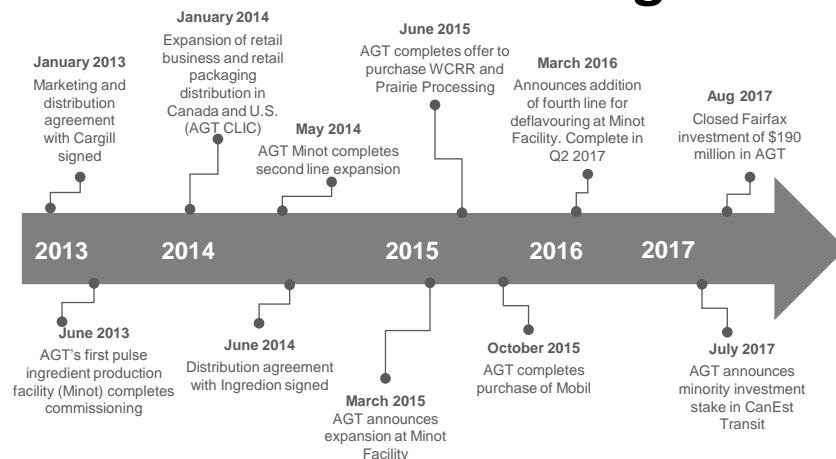 January 2013
Marketing and
distribution
agreement
with Cargill
signed
January 2014
Expansion of retail
business and retail
packaging
distribution in
Canada and U.S.
(AGT CLIC)
May 2014
AGT Minot completes
second line expansion
June 2015
AGT completes offer to
purchase WCRR and
Prairie Processing
March 2016
Announces addition
of fourth line for
deflavouring at Minot
Facility. Complete in
Q2 2017
Aug 2017
Closed Fairfax
investment of $190
million in AGT
2013
2014
2015
2016
2017
June 2013
AGT's first pulse
ingredient production
facility (Minot) completes
commissioning
June 2014
Distribution agreement
with Ingredion signed
March 2015
AGT announces
expansion at Minot
Facility
October 2015
AGT completes
purchase of Mobil
July 2017
AGT announces
minority investment
stake in CanEst
Transit